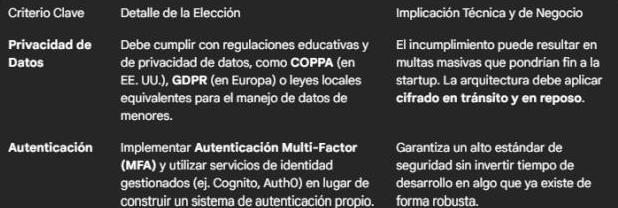 Criterio Clave Detalle de la Elección Implicación Técnica y de Negocio
Privacidad de Datos
Debe cumplir con regulaciones educativas y
de privacidad de datos, como COPPA (en
EE. UU.), GDPR (en Europa) o leyes locales
equivalentes para el manejo de datos de
menores.
El incumplimiento puede resultar en
multas masivas que pondrían fin a la
startup. La arquitectura debe aplicar
cifrado en tránsito y en reposo.
Autenticación
Implementar Autenticación Multi-Factor
(MFA) y utilizar servicios de identidad
gestionados (ej. Cognito, Auth0) en lugar de
construir un sistema de autenticación propio.
Garantiza un alto estándar de
seguridad sin invertir tiempo de
desarrollo en algo que ya existe de
forma robusta.